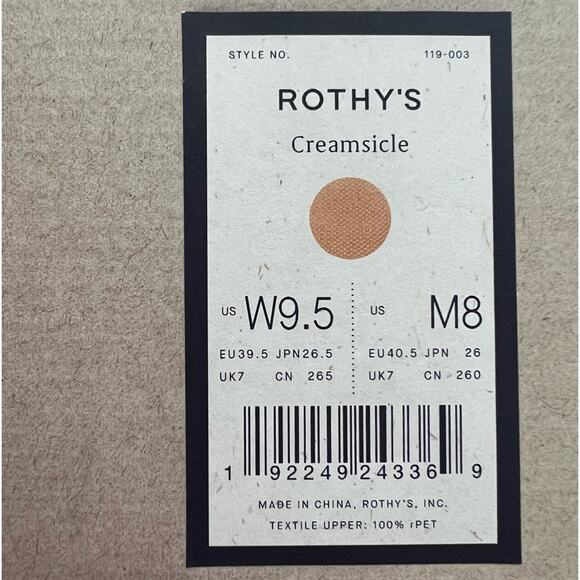 STYLE NO. 119-003
ROTHY'S
Creamsicle
US W9.5 US M8
EU39.5 JPN26.5 EU40.5 JPN 26
UK7 CN 265 UK7 CN 260
1 92249 24336 9
MADE IN CHINA, ROTHY'S, INC.
TEXTILE UPPER: 100% rPET